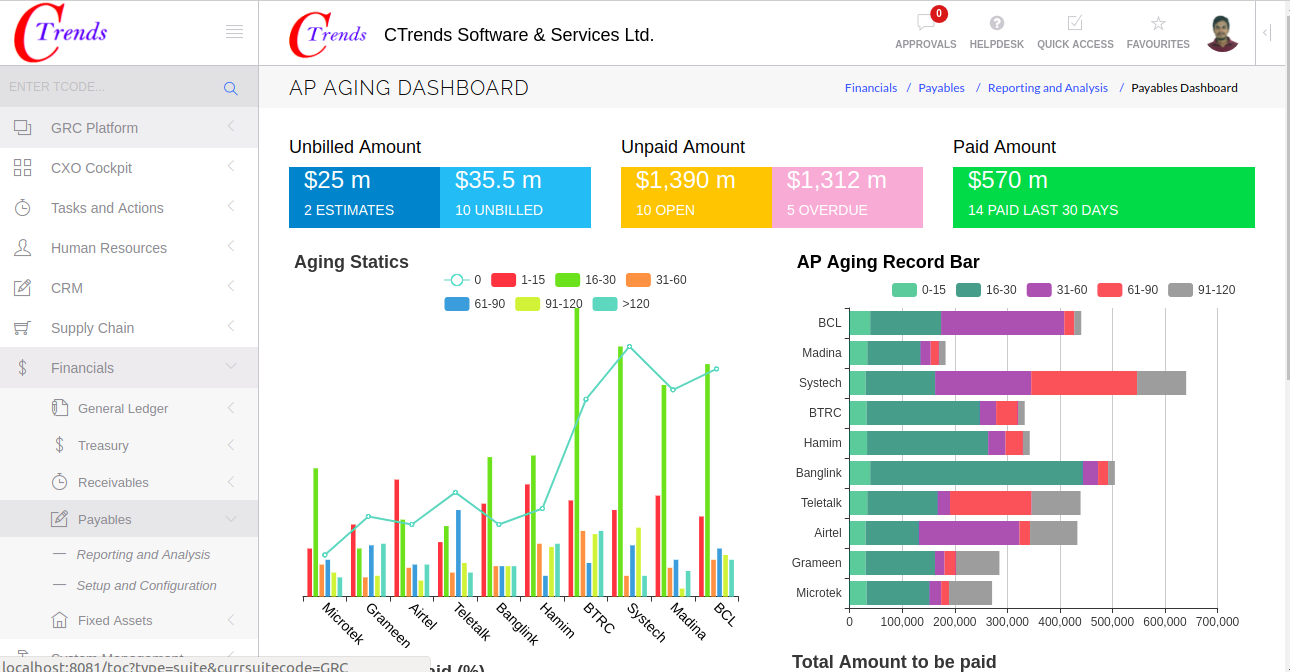 CTrends
CTrends
CTrends Software & Services Ltd.
0
APPROVALS
HELPDESK
QUICK ACCESS
FAVOURITES
ENTER TCODE...
GRC Platform
CXO Cockpit
Tasks and Actions
Human Resources
CRM
Supply Chain
Financials
General Ledger
Treasury
Receivables
Payables
Reporting and Analysis
Setup and Configuration
Fixed Assets
localhost:8081/toc?type=suite&currsuitecode=GRC
AP AGING DASHBOARD
Financials / Payables / Reporting and Analysis / Payables Dashboard
Unbilled Amount
$25 m
2 ESTIMATES
$35.5 m
10 UNBILLED
Unpaid Amount
$1,390 m
10 OPEN
$1,312 m
5 OVERDUE
Paid Amount
$570 m
14 PAID LAST 30 DAYS
Aging Statics
0 1-15 16-30 31-60
61-90 91-120 >120
Microtek
Grameen
Airtel
Teletalk
Banglink
Hamim
BTRC
Systech
Madina
BCL
AP Aging Record Bar
0-15 16-30 31-60 61-90 91-120
BCL
Madina
Systech
BTRC
Hamim
Banglink
Teletalk
Airtel
Grameen
Microtek
0 100,000 200,000 300,000 400,000 500,000 600,000 700,000
(%)
Total Amount to be paid